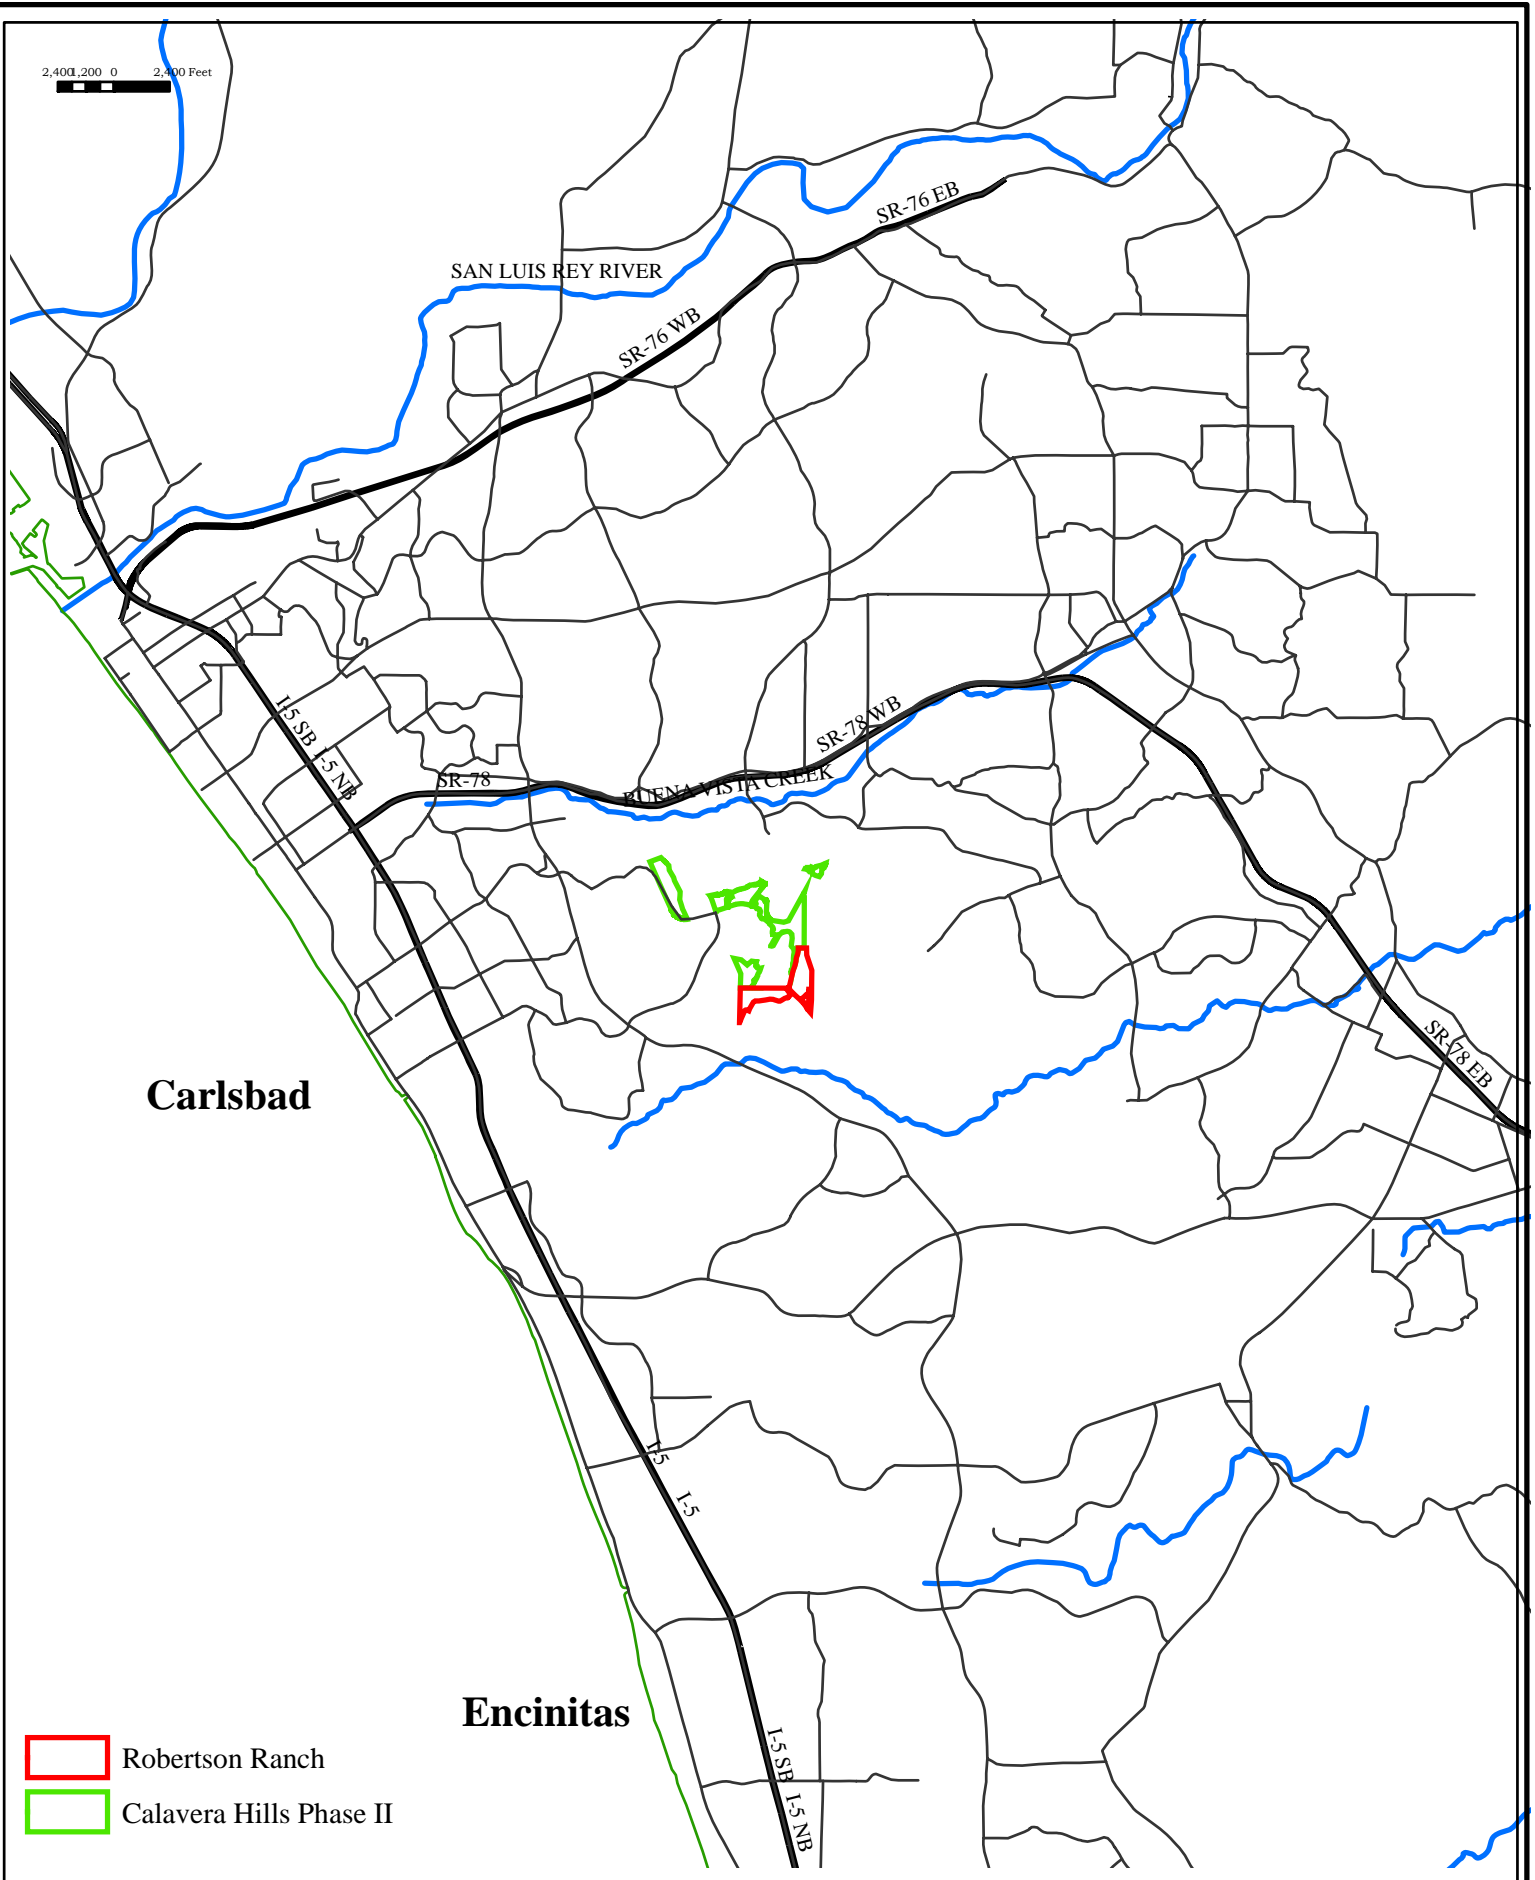 2,400 1,200 0 2,400 Feet
SR-76 EB
SAN LUIS REY RIVER
SR-76 WB
I-5 SB I-5 NB
SR-78 WB
SR-78
BUENA VISTA CREEK
SR-78 EB
Carlsbad
I-5
I-5
Encinitas
I-5 SB I-5 NB
Robertson Ranch
Calavera Hills Phase II